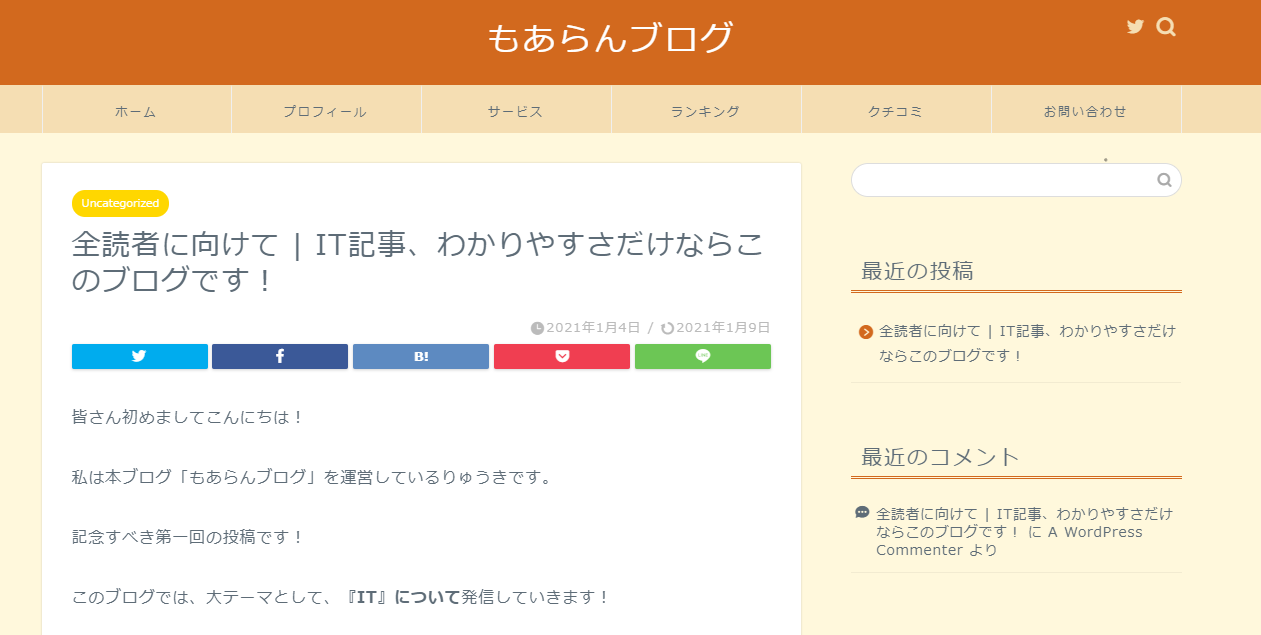 もあらんブログ
ホーム
プロフィール
サービス
ランキング
クチコミ
お問い合わせ
Uncategorized
全読者に向けて | IT記事、わかりやすさだけならこ
のブログです！
2021年1月4日 / 2021年1月9日
B!
LINE
皆さん初めましてこんにちは！
私は本ブログ「もあらんブログ」を運営しているりゅうきです。
記念すべき第一回の投稿です！
このブログでは、大テーマとして、『IT』について発信していきます！
最近の投稿
全読者に向けて | IT記事、わかりやすさだけ
ならこのブログです！
最近のコメント
全読者に向けて | IT記事、わかりやすさだけ
ならこのブログです！ に A WordPress
Commenter より